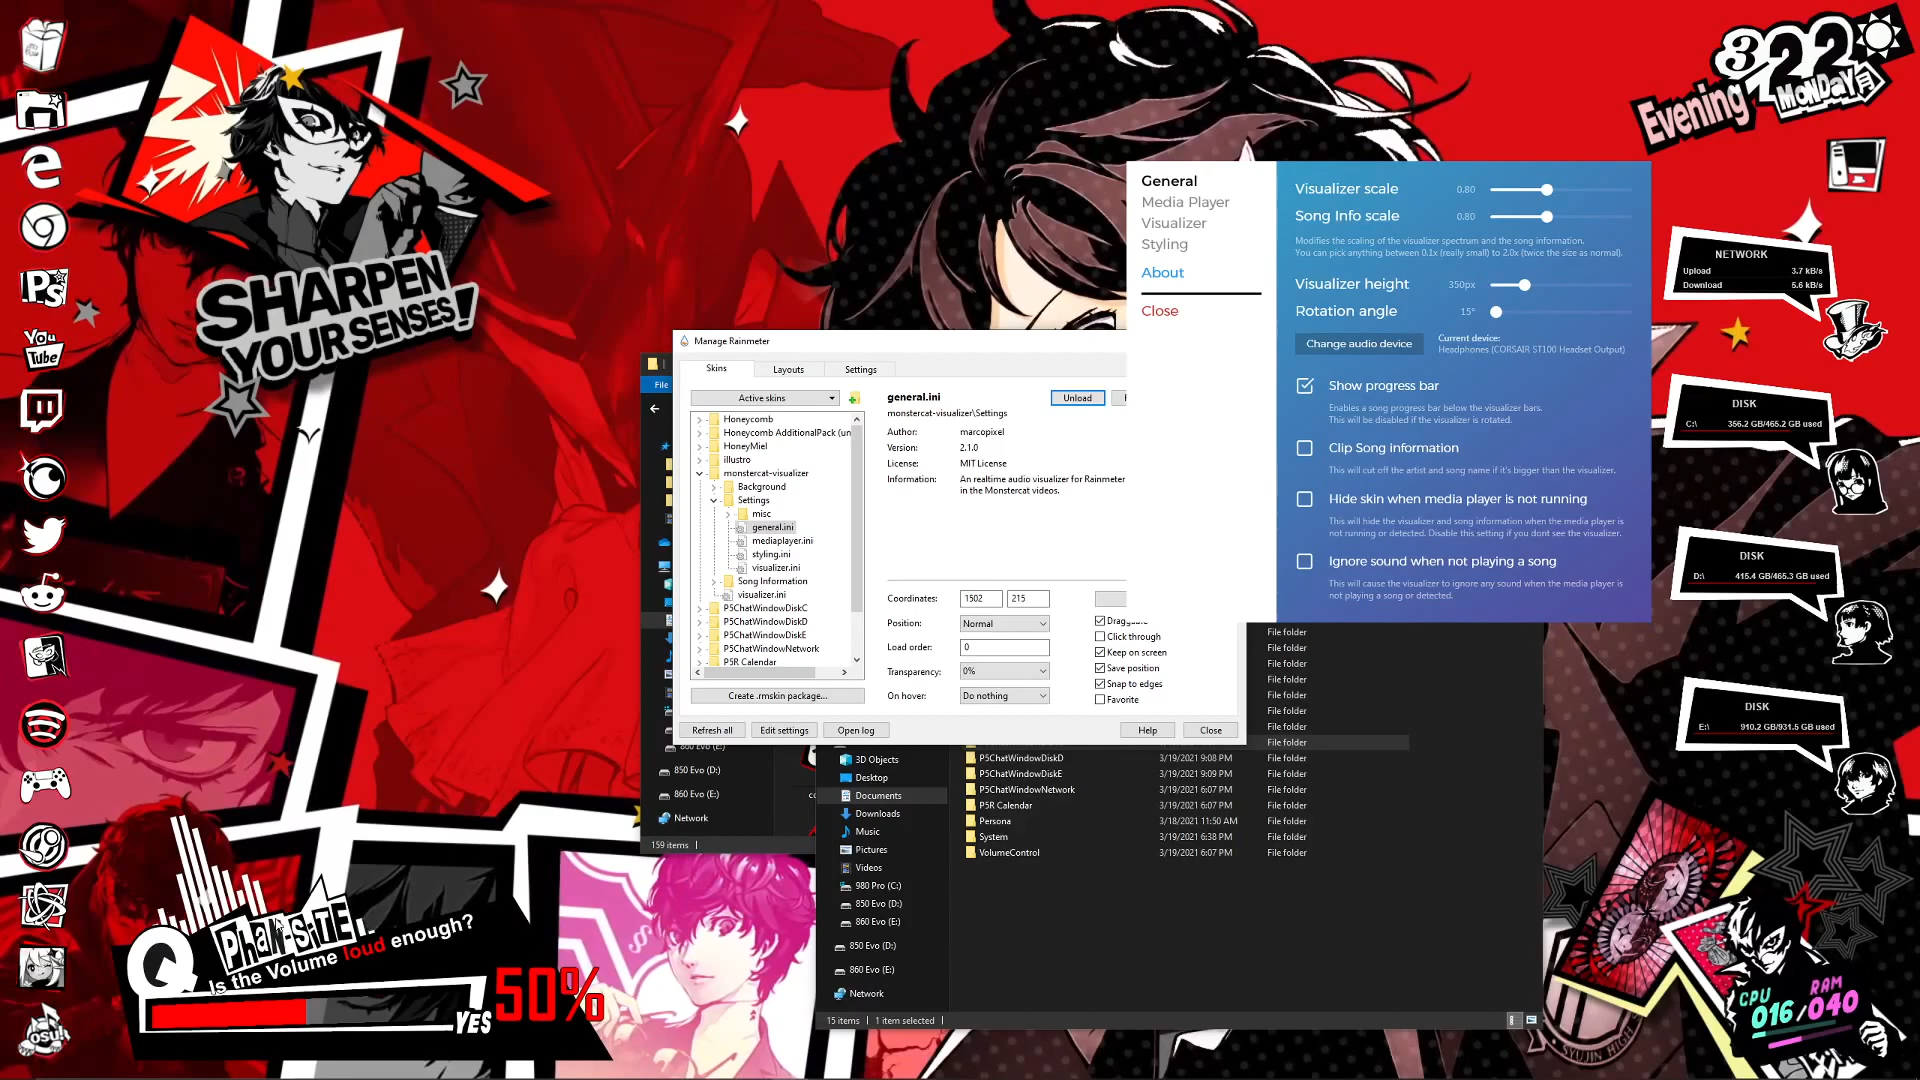 322
Evening
MONDAY 月
SHARPEN
YOUR SENSES!
Ps
You
Tube
osu!
General
Media Player
Visualizer
Styling
About
Close
Visualizer scale 0.80
Song Info scale 0.80
Modifies the scaling of the visualizer spectrum and the song information.
You can pick anything between 0.1x (really small) to 2.0x (twice the size as normal).
Visualizer height 350px
Rotation angle 15°
Change audio device
Current device:
Headphones (CORSAIR ST100 Headset Output)
Show progress bar
Enables a song progress bar below the visualizer bars.
This will be disabled if the visualizer is rotated.
Clip Song information
This will cut off the artist and song name if it's bigger than the visualizer.
Hide skin when media player is not running
This will hide the visualizer and song information when the media player is
not running or detected. Disable this setting if you dont see the visualizer.
Ignore sound when not playing a song
This will cause the visualizer to ignore any sound when the media player is
not playing a song or detected.
NETWORK
Upload 3.7 kB/s
Download 5.6 kB/s
DISK
C:\ 356.2 GB/465.2 GB used
DISK
D:\ 415.4 GB/465.3 GB used
DISK
E:\ 910.2 GB/931.5 GB used
Manage Rainmeter
Skins Layouts Settings
Active skins
Honeycomb
Honeycomb AdditionalPack (un
HoneyMiel
illustro
monstercat-visualizer
Background
Settings
misc
general.ini
mediaplayer.ini
styling.ini
visualizer.ini
Song Information
visualizer.ini
P5ChatWindowDiskC
P5ChatWindowDiskD
P5ChatWindowDiskE
P5ChatWindowNetwork
P5R Calendar
Create .rmskin package...
Refresh all Edit settings Open log
general.ini
monstercat-visualizer\Settings
Unload
Author: marcopixel
Version: 2.1.0
License: MIT License
Information: An realtime audio visualizer for Rainmeter
in the Monstercat videos.
Coordinates: 1502 215
Position: Normal
Load order: 0
Transparency: 0%
On hover: Do nothing
Draggable
Click through
Keep on screen
Save position
Snap to edges
Favorite
Help Close
File
860 Evo (E:)
850 Evo (D:)
860 Evo (E:)
Network
159 items
3D Objects
Desktop
Documents
Downloads
Music
Pictures
Videos
980 Pro (C:)
850 Evo (D:)
860 Evo (E:)
850 Evo (D:)
860 Evo (E:)
Network
File folder
File folder
File folder
File folder
File folder
File folder
File folder
File folder
P5ChatWindowDiskD 3/19/2021 9:08 PM File folder
P5ChatWindowDiskE 3/19/2021 9:09 PM File folder
P5ChatWindowNetwork 3/19/2021 6:07 PM File folder
P5R Calendar 3/19/2021 6:07 PM File folder
Persona 3/18/2021 11:50 AM File folder
System 3/19/2021 6:38 PM File folder
VolumeControl 3/19/2021 6:07 PM File folder
15 items 1 item selected
Q
Phan-SiTE
Is the Volume loud enough?
YES
50%
CPU
016
RAM
040
SYUJIN HIGH